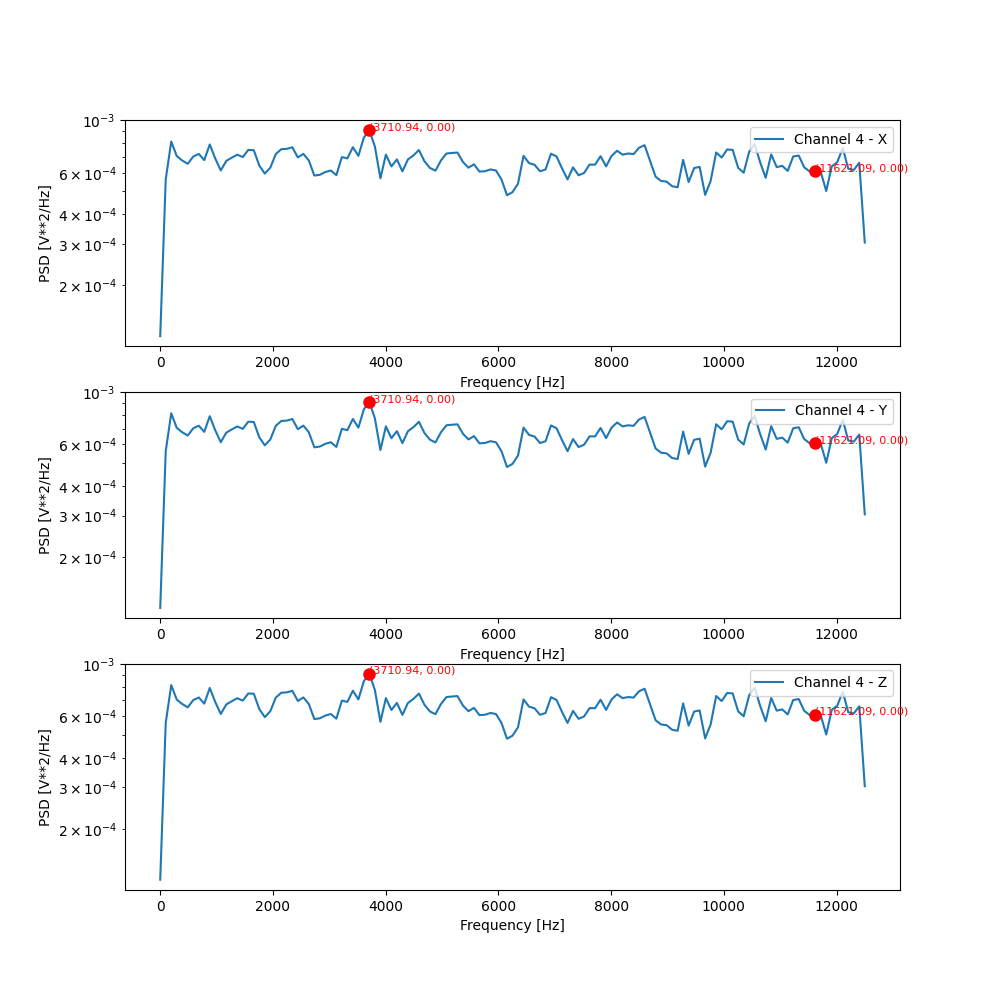 10⁻³
6 × 10⁻⁴
4 × 10⁻⁴
3 × 10⁻⁴
2 × 10⁻⁴
PSD [V**2/Hz]
(3710.94, 0.00)
Channel 4 - X
(11621.09, 0.00)
0 2000 4000 6000 8000 10000 12000
Frequency [Hz]
10⁻³
6 × 10⁻⁴
4 × 10⁻⁴
3 × 10⁻⁴
2 × 10⁻⁴
PSD [V**2/Hz]
(3710.94, 0.00)
Channel 4 - Y
(11621.09, 0.00)
0 2000 4000 6000 8000 10000 12000
Frequency [Hz]
10⁻³
6 × 10⁻⁴
4 × 10⁻⁴
3 × 10⁻⁴
2 × 10⁻⁴
PSD [V**2/Hz]
(3710.94, 0.00)
Channel 4 - Z
(11621.09, 0.00)
0 2000 4000 6000 8000 10000 12000
Frequency [Hz]